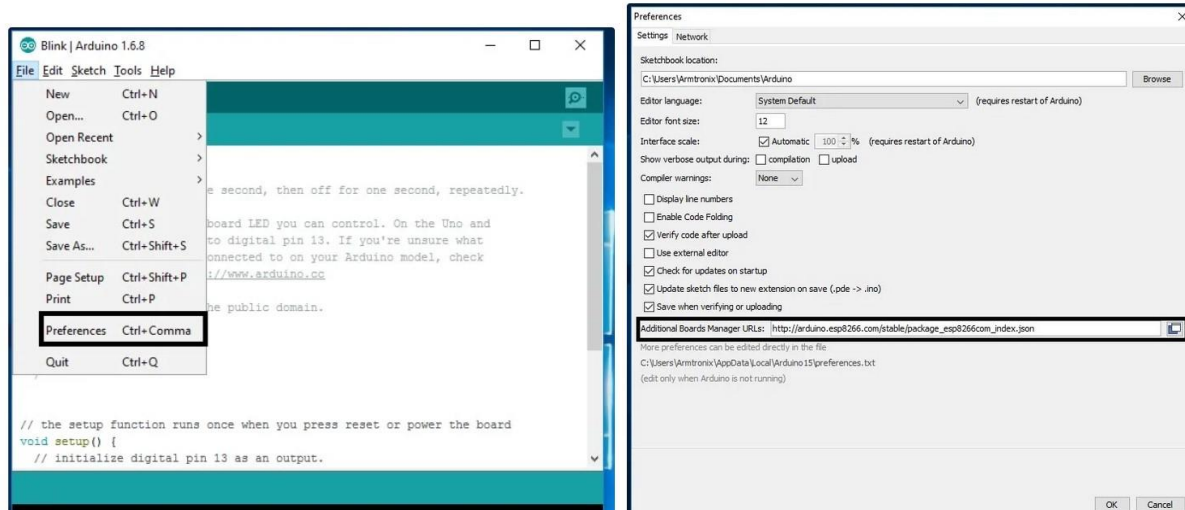 Blink | Arduino 1.6.8
File Edit Sketch Tools Help
New Ctrl+N
Open... Ctrl+O
Open Recent
Sketchbook
Examples
Close Ctrl+W
Save Ctrl+S
Save As... Ctrl+Shift+S
Page Setup Ctrl+Shift+P
Print Ctrl+P
Preferences Ctrl+Comma
Quit Ctrl+Q
e second, then off for one second, repeatedly.
board LED you can control. On the Uno and
to digital pin 13. If you're unsure what
onnected to on your Arduino model, check
://www.arduino.cc
he public domain.
// the setup function runs once when you press reset or power the board
void setup() {
// initialize digital pin 13 as an output.
Preferences
Settings Network
Sketchbook location:
C:\Users\Armtronix\Documents\Arduino Browse
Editor language: System Default (requires restart of Arduino)
Editor font size: 12
Interface scale: Automatic 100 % (requires restart of Arduino)
Show verbose output during: compilation upload
Compiler warnings: None
Display line numbers
Enable Code Folding
Verify code after upload
Use external editor
Check for updates on startup
Update sketch files to new extension on save (.pde -> .ino)
Save when verifying or uploading
Additional Boards Manager URLs: http://arduino.esp8266.com/stable/package_esp8266com_index.json
More preferences can be edited directly in the file
C:\Users\Armtronix\AppData\Local\Arduino15\preferences.txt
(edit only when Arduino is not running)
OK Cancel